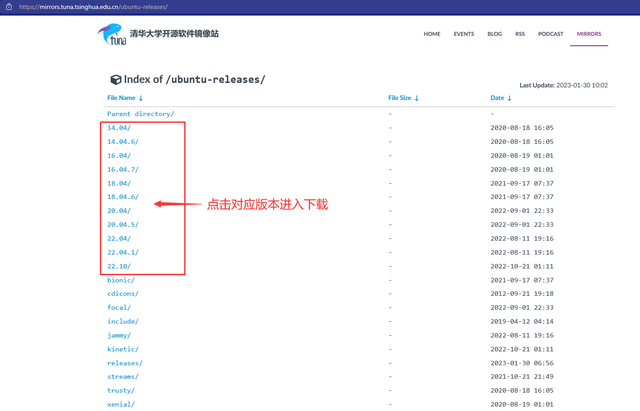 https://mirrors.tuna.tsinghua.edu.cn/ubuntu-releases/
tuna 清华大学开源软件镜像站 HOME EVENTS BLOG RSS PODCAST MIRRORS
Index of /ubuntu-releases/ Last Update: 2023-01-30 10:02
File Name ↓ File Size ↓ Date ↓
Parent directory/ - -
14.04/ - 2020-08-18 16:05
14.04.6/ - 2020-08-18 16:05
16.04/ - 2020-08-19 01:01
16.04.7/ - 2020-08-19 01:01
18.04/ - 2021-09-17 07:37
18.04.6/ - 2021-09-17 07:37
20.04/ - 2022-09-01 22:33
点击对应版本进入下载
20.04.5/ - 2022-09-01 22:33
22.04/ - 2022-08-11 19:16
22.04.1/ - 2022-08-11 19:16
22.10/ - 2022-10-21 01:11
bionic/ - 2021-09-17 07:37
cdicons/ - 2012-09-21 19:18
focal/ - 2022-09-01 22:33
include/ - 2019-04-12 04:14
jammy/ - 2022-08-11 19:16
kinetic/ - 2022-10-21 01:11
releases/ - 2023-01-30 06:56
streams/ - 2021-10-21 21:49
trusty/ - 2020-08-18 16:05
xenial/ - 2020-08-19 01:01